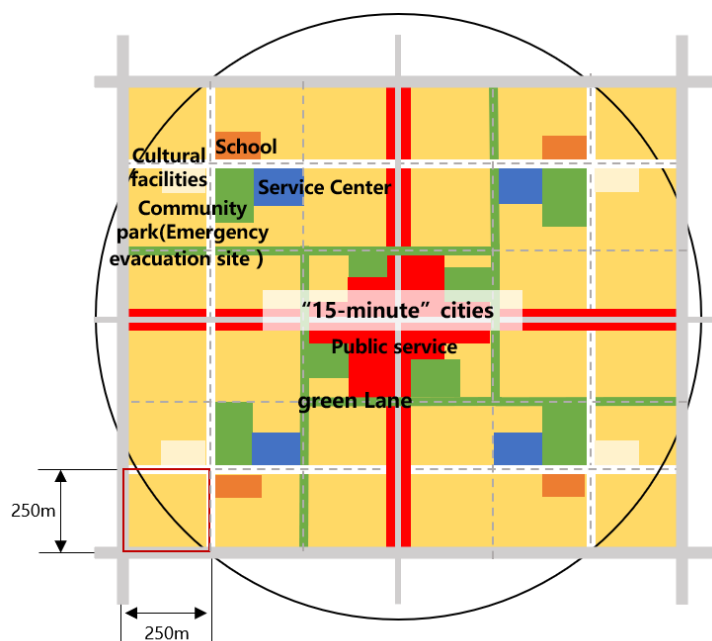 School
Cultural
facilities
Service Center
Community
park(Emergency
evacuation site )
“15-minute” cities
Public service
green Lane
250m
250m